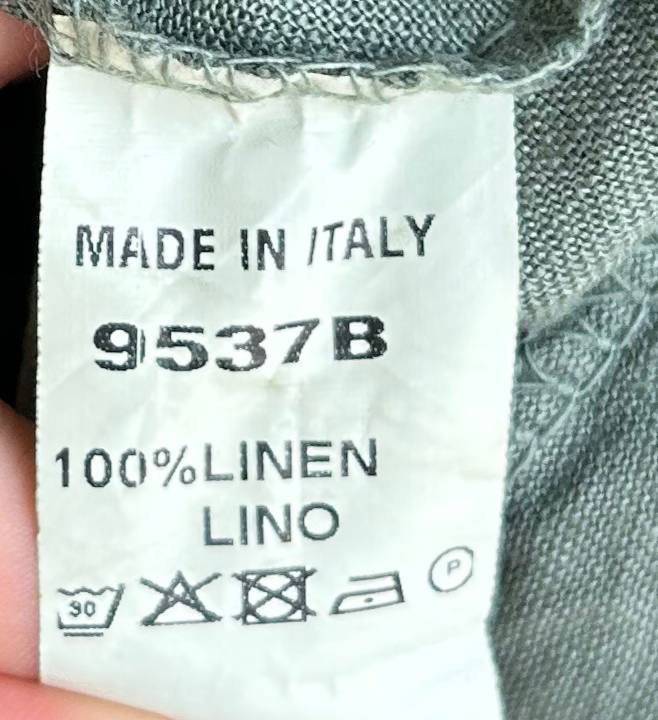 MADE IN ITALY
9537B
100%LINEN
LINO
30 P